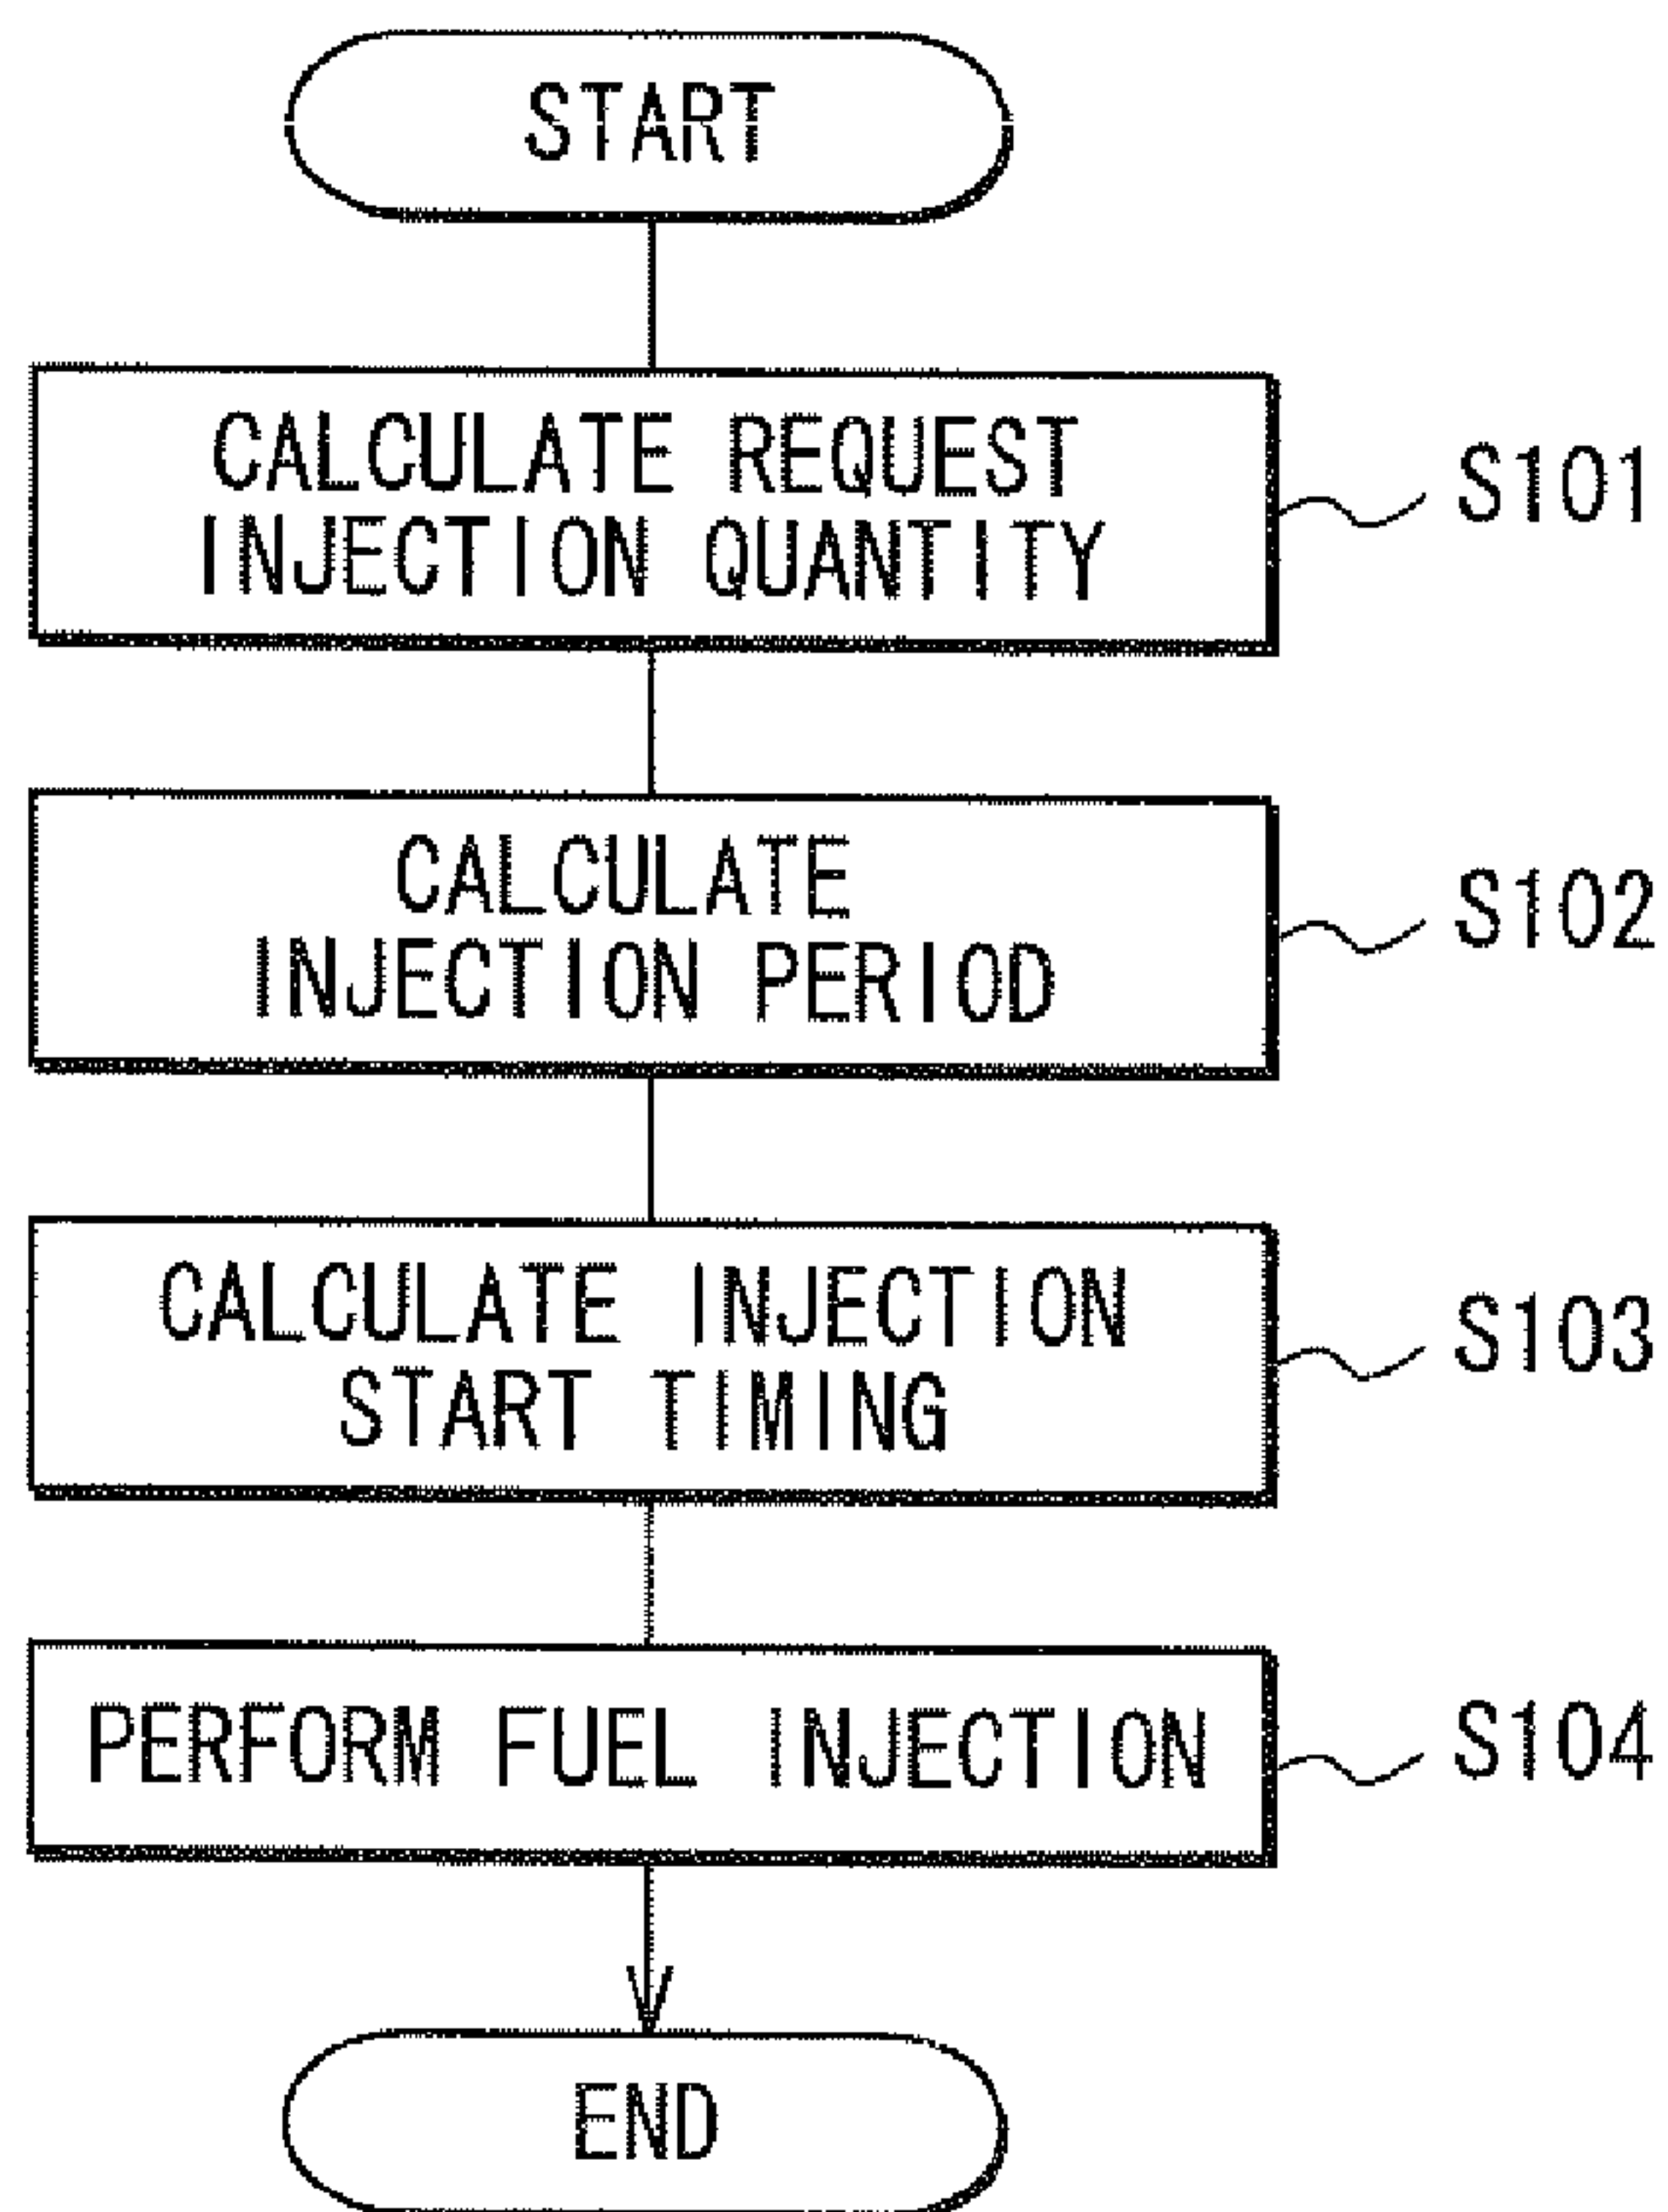 START
CALCULATE REQUEST
INJECTION QUANTITY
S101
CALCULATE
INJECTION PERIOD
S102
CALCULATE INJECTION
START TIMING
S103
PERFORM FUEL INJECTION
S104
END